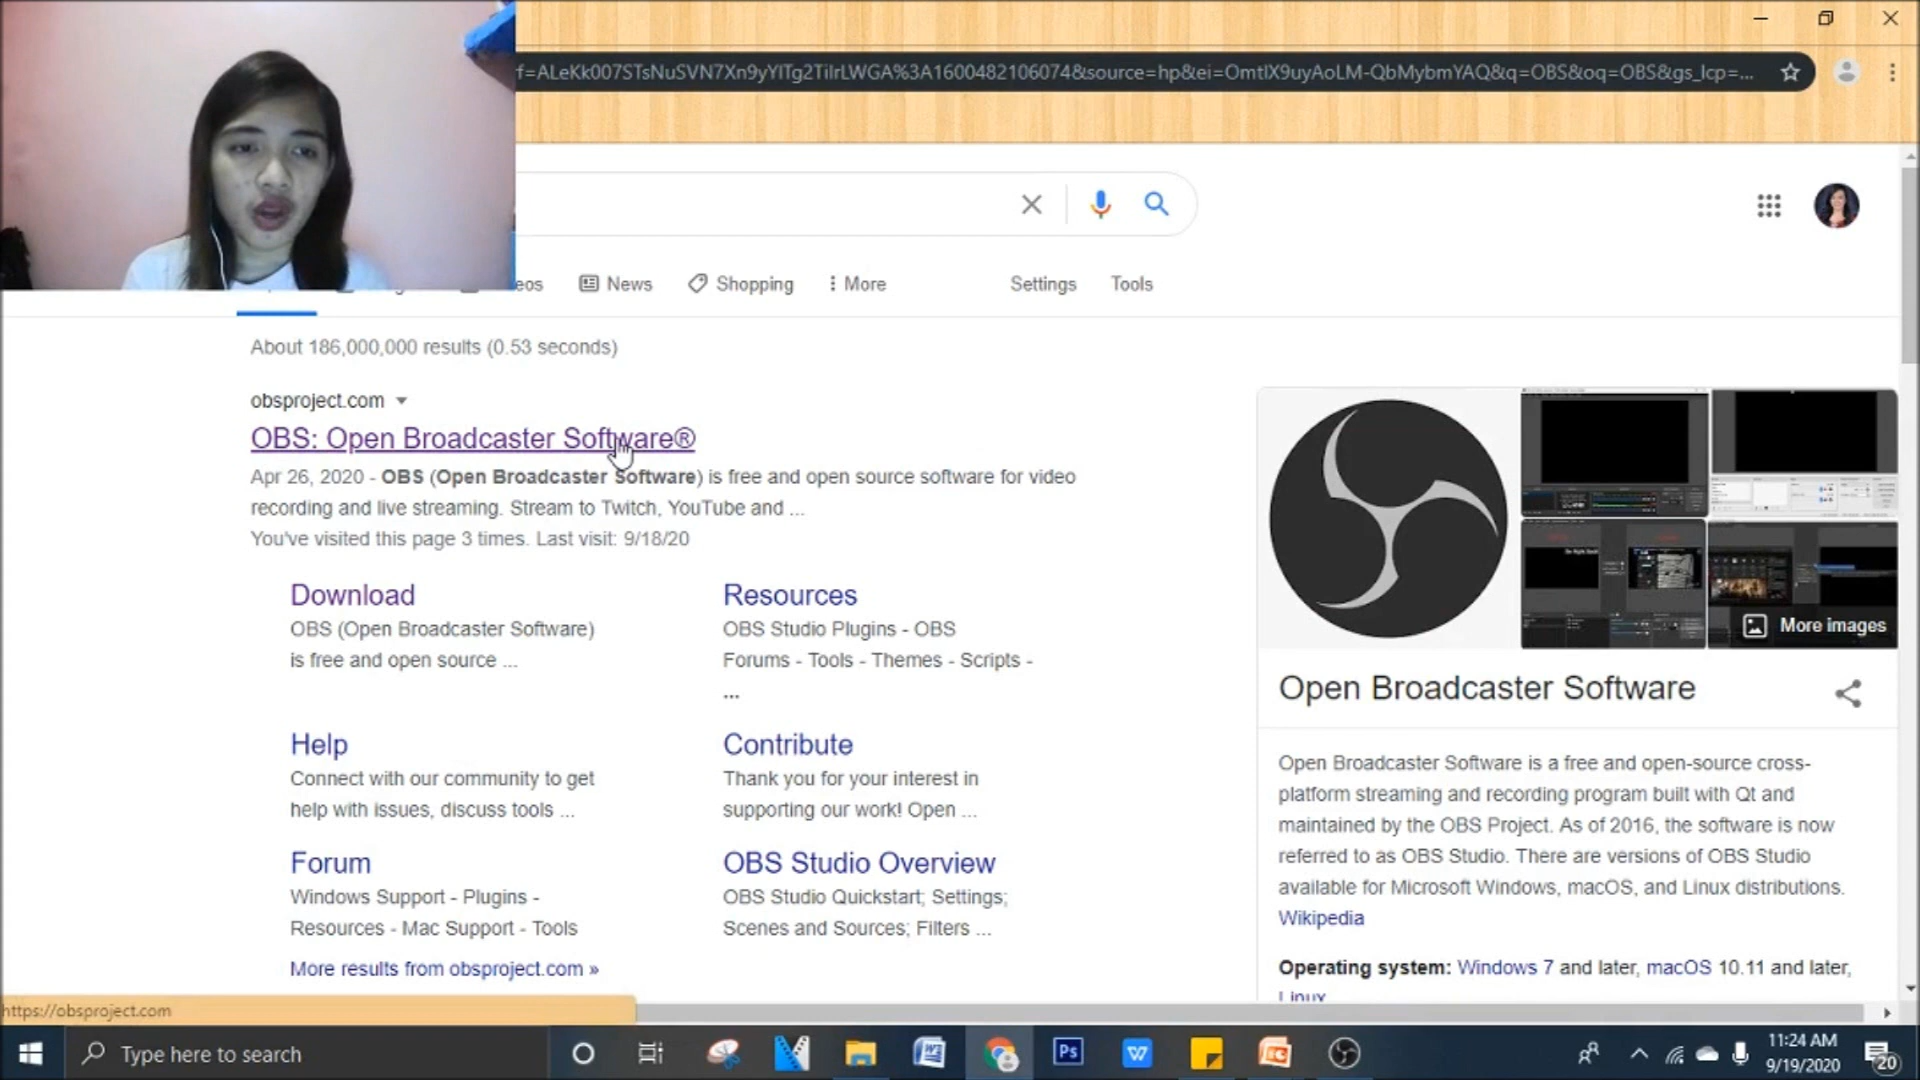 f=ALeKk007STsNuSVN7Xn9yYlTg2TilrLWGA%3A1600482106074&source=hp&ei=OmtlX9uyAoLM-QbMybmYAQ&q=OBS&oq=OBS&gs_lcp=...
eos News Shopping More Settings Tools
About 186,000,000 results (0.53 seconds)
obsproject.com
OBS: Open Broadcaster Software®
Apr 26, 2020 - OBS (Open Broadcaster Software) is free and open source software for video
recording and live streaming. Stream to Twitch, YouTube and ...
You've visited this page 3 times. Last visit: 9/18/20
Download
OBS (Open Broadcaster Software)
is free and open source ...
Resources
OBS Studio Plugins - OBS
Forums - Tools - Themes - Scripts -
...
Help
Connect with our community to get
help with issues, discuss tools ...
Contribute
Thank you for your interest in
supporting our work! Open ...
Forum
Windows Support - Plugins -
Resources - Mac Support - Tools
OBS Studio Overview
OBS Studio Quickstart; Settings;
Scenes and Sources; Filters ...
More results from obsproject.com »
More images
Open Broadcaster Software
Open Broadcaster Software is a free and open-source cross-
platform streaming and recording program built with Qt and
maintained by the OBS Project. As of 2016, the software is now
referred to as OBS Studio. There are versions of OBS Studio
available for Microsoft Windows, macOS, and Linux distributions.
Wikipedia
Operating system: Windows 7 and later, macOS 10.11 and later,
Linux
https://obsproject.com
Type here to search
Ps
11:24 AM
9/19/2020
20